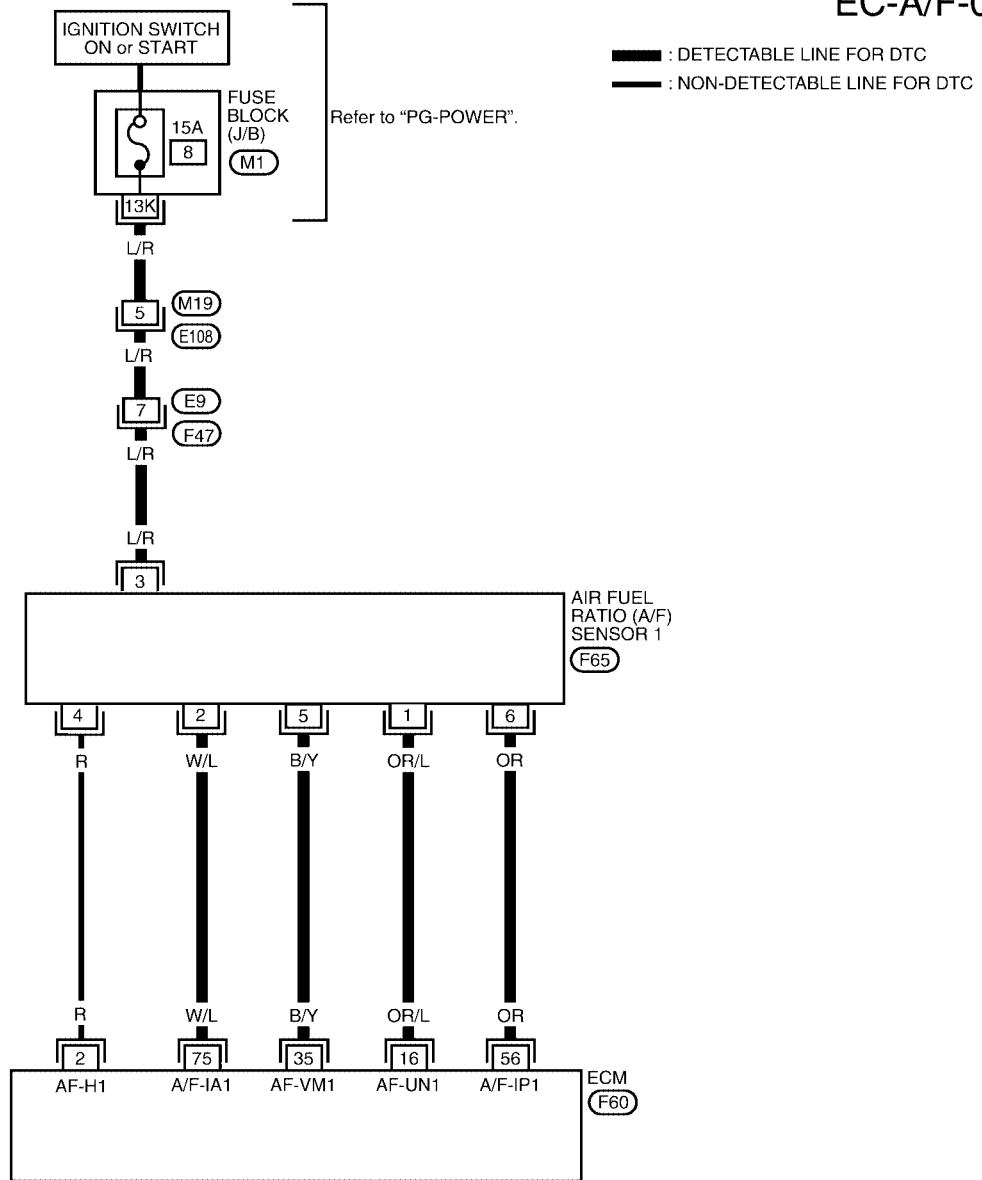 EC-A/F-0
IGNITION SWITCH
ON or START
: DETECTABLE LINE FOR DTC
: NON-DETECTABLE LINE FOR DTC
FUSE
BLOCK
(J/B)
M1
15A
8
Refer to “PG-POWER”.
13K
L/R
5
M19
E108
L/R
7
E9
F47
L/R
L/R
3
AIR FUEL
RATIO (A/F)
SENSOR 1
F65
4 2 5 1 6
R W/L B/Y OR/L OR
R W/L B/Y OR/L OR
2 75 35 16 56
AF-H1 A/F-IA1 AF-VM1 AF-UN1 A/F-IP1
ECM
F60